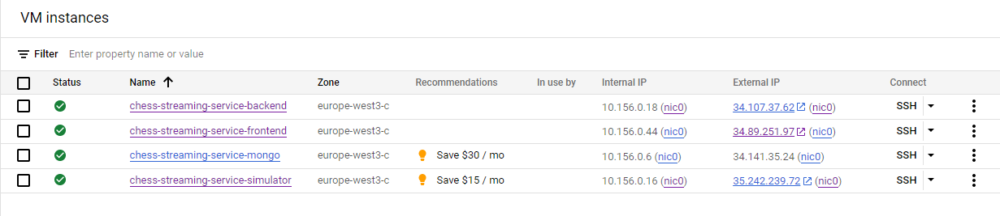 VM instances
Filter Enter property name or value
Status Name Zone Recommendations In use by Internal IP External IP Connect
chess-streaming-service-backend europe-west3-c 10.156.0.18 (nic0) 34.107.37.62 (nic0) SSH
chess-streaming-service-frontend europe-west3-c 10.156.0.44 (nic0) 34.89.251.97 (nic0) SSH
chess-streaming-service-mongo europe-west3-c Save $30 / mo 10.156.0.6 (nic0) 34.141.35.24 (nic0) SSH
chess-streaming-service-simulator europe-west3-c Save $15 / mo 10.156.0.16 (nic0) 35.242.239.72 (nic0) SSH